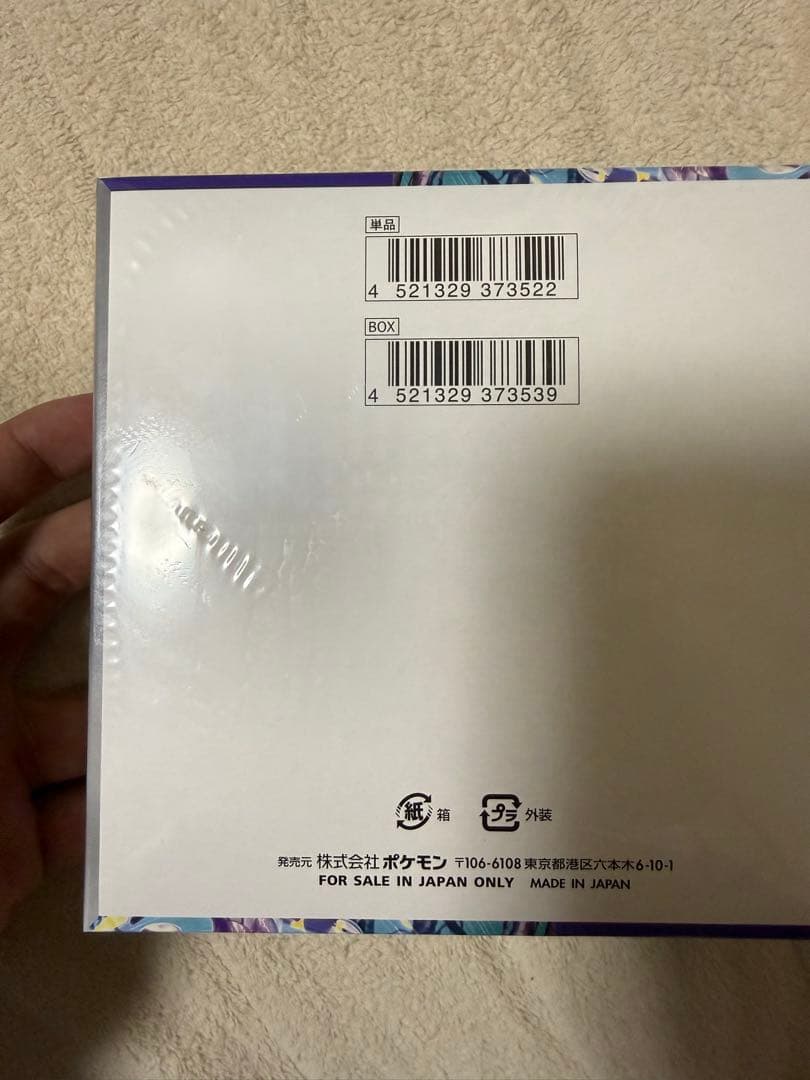 単品
4 521329 373522
BOX
4 521329 373539
紙 箱 プラ 外装
発売元 株式会社ポケモン 〒106-6108 東京都港区六本木6-10-1
FOR SALE IN JAPAN ONLY MADE IN JAPAN